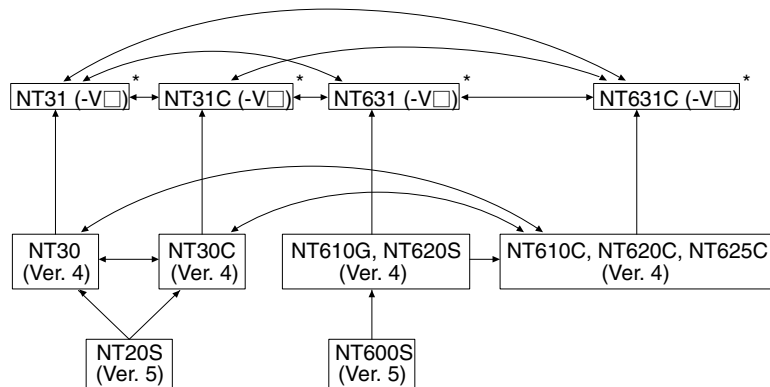 * * * *
NT31 (-V□) NT31C (-V□) NT631 (-V□) NT631C (-V□)
NT30 NT30C NT610G, NT620S NT610C, NT620C, NT625C
(Ver. 4) (Ver. 4) (Ver. 4) (Ver. 4)
NT20S NT600S
(Ver. 5) (Ver. 5)